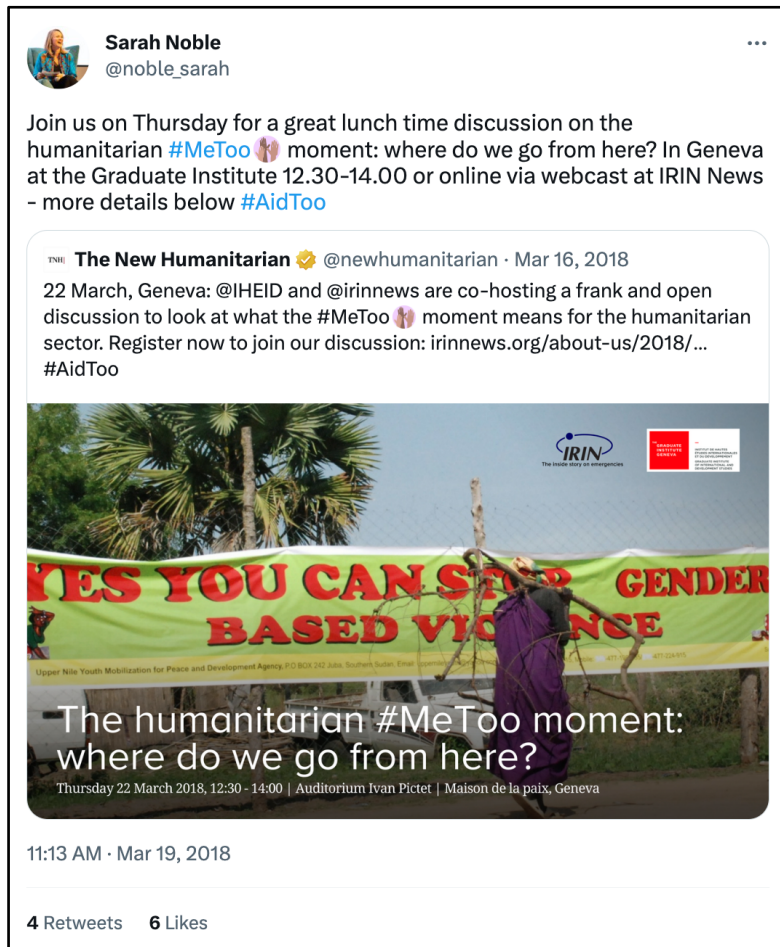 Sarah Noble
@noble_sarah
Join us on Thursday for a great lunch time discussion on the
humanitarian #MeToo moment: where do we go from here? In Geneva
at the Graduate Institute 12.30-14.00 or online via webcast at IRIN News
- more details below #AidToo
TNH
The New Humanitarian @newhumanitarian · Mar 16, 2018
22 March, Geneva: @IHEID and @irinnews are co-hosting a frank and open
discussion to look at what the #MeToo moment means for the humanitarian
sector. Register now to join our discussion: irinnews.org/about-us/2018/...
#AidToo
IRIN
The inside story on emergencies
GRADUATE
INSTITUTE
GENEVA
YES YOU CAN STOP GENDER
BASED VIOLENCE
Upper Nile Youth Mobilization for Peace and Development Agency, P.O BOX 242 Juba, Southern Sudan, Email
The humanitarian #MeToo moment:
where do we go from here?
Thursday 22 March 2018, 12:30 - 14:00 | Auditorium Ivan Pictet | Maison de la paix, Geneva
11:13 AM · Mar 19, 2018
4 Retweets 6 Likes